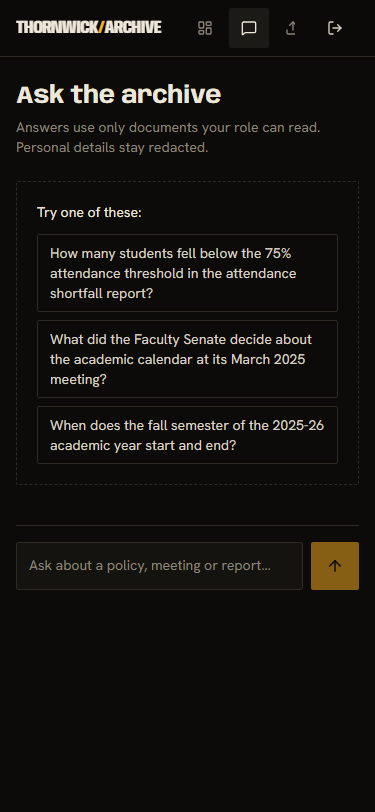 THORNWICK/ARCHIVE
Ask the archive
Answers use only documents your role can read.
Personal details stay redacted.
Try one of these:
How many students fell below the 75%
attendance threshold in the attendance
shortfall report?
What did the Faculty Senate decide about
the academic calendar at its March 2025
meeting?
When does the fall semester of the 2025-26
academic year start and end?
Ask about a policy, meeting or report...